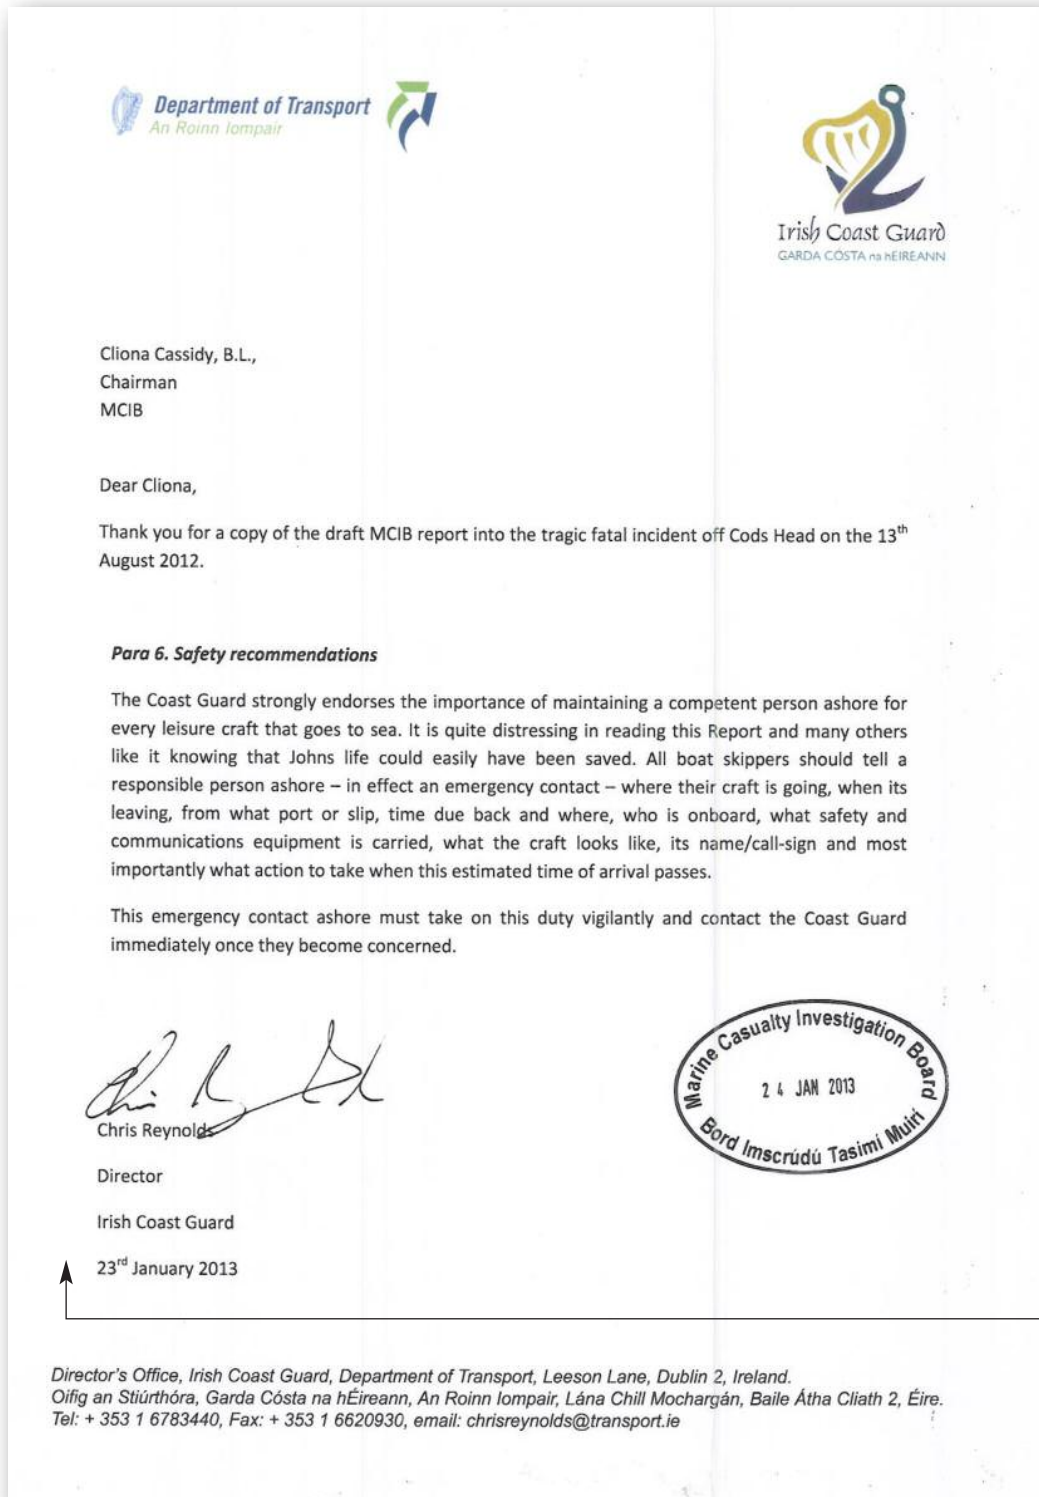 Department of Transport
An Roinn Iompair
Irish Coast Guard
GARDA CÓSTA na hÉIREANN
Cliona Cassidy, B.L.,
Chairman
MCIB
Dear Cliona,
Thank you for a copy of the draft MCIB report into the tragic fatal incident off Cods Head on the 13th
August 2012.
Para 6. Safety recommendations
The Coast Guard strongly endorses the importance of maintaining a competent person ashore for
every leisure craft that goes to sea. It is quite distressing in reading this Report and many others
like it knowing that Johns life could easily have been saved. All boat skippers should tell a
responsible person ashore – in effect an emergency contact – where their craft is going, when its
leaving, from what port or slip, time due back and where, who is onboard, what safety and
communications equipment is carried, what the craft looks like, its name/call-sign and most
importantly what action to take when this estimated time of arrival passes.
This emergency contact ashore must take on this duty vigilantly and contact the Coast Guard
immediately once they become concerned.
Chris Reynolds
Director
Irish Coast Guard
23rd January 2013
Marine Casualty Investigation Board
24 JAN 2013
Bord Imscrúdú Tasimí Muirí
Director's Office, Irish Coast Guard, Department of Transport, Leeson Lane, Dublin 2, Ireland.
Oifig an Stiúrthóra, Garda Cósta na hÉireann, An Roinn Iompair, Lána Chill Mochargán, Baile Átha Cliath 2, Éire.
Tel: + 353 1 6783440, Fax: + 353 1 6620930, email: chrisreynolds@transport.ie